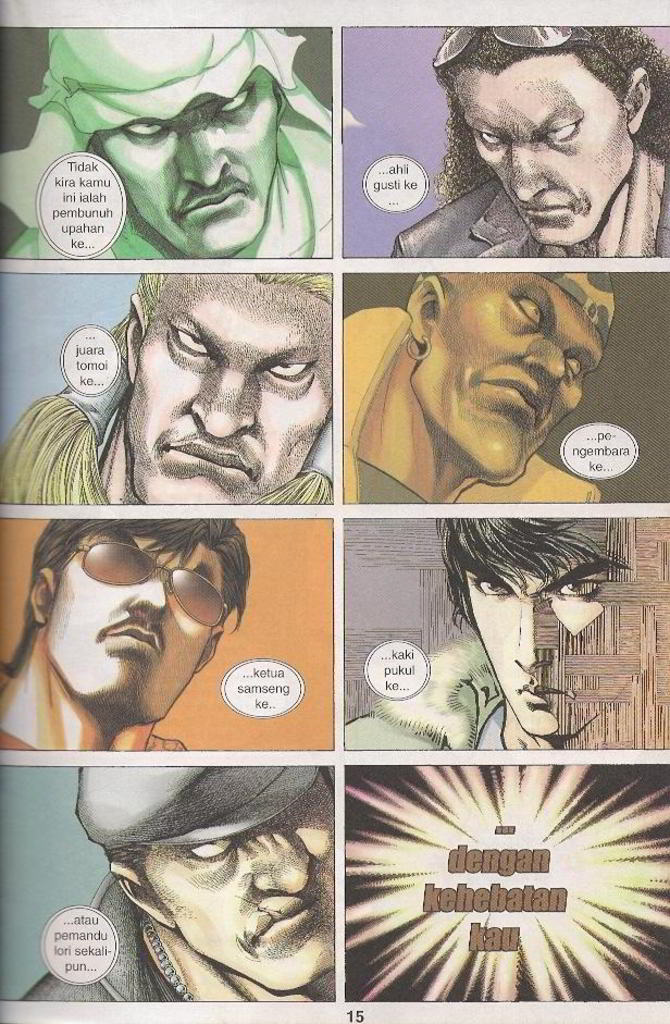 Tidak
kira kamu
ini ialah
pembunuh
upahan
ke...
...ahli
gusti ke
...
...
juara
tomoi
ke...
...pe-
ngembara
ke...
...ketua
samseng
ke..
...kaki
pukul
ke...
...atau
pemandu
lori sekali-
pun...
...
dengan
kehebatan
kau
15